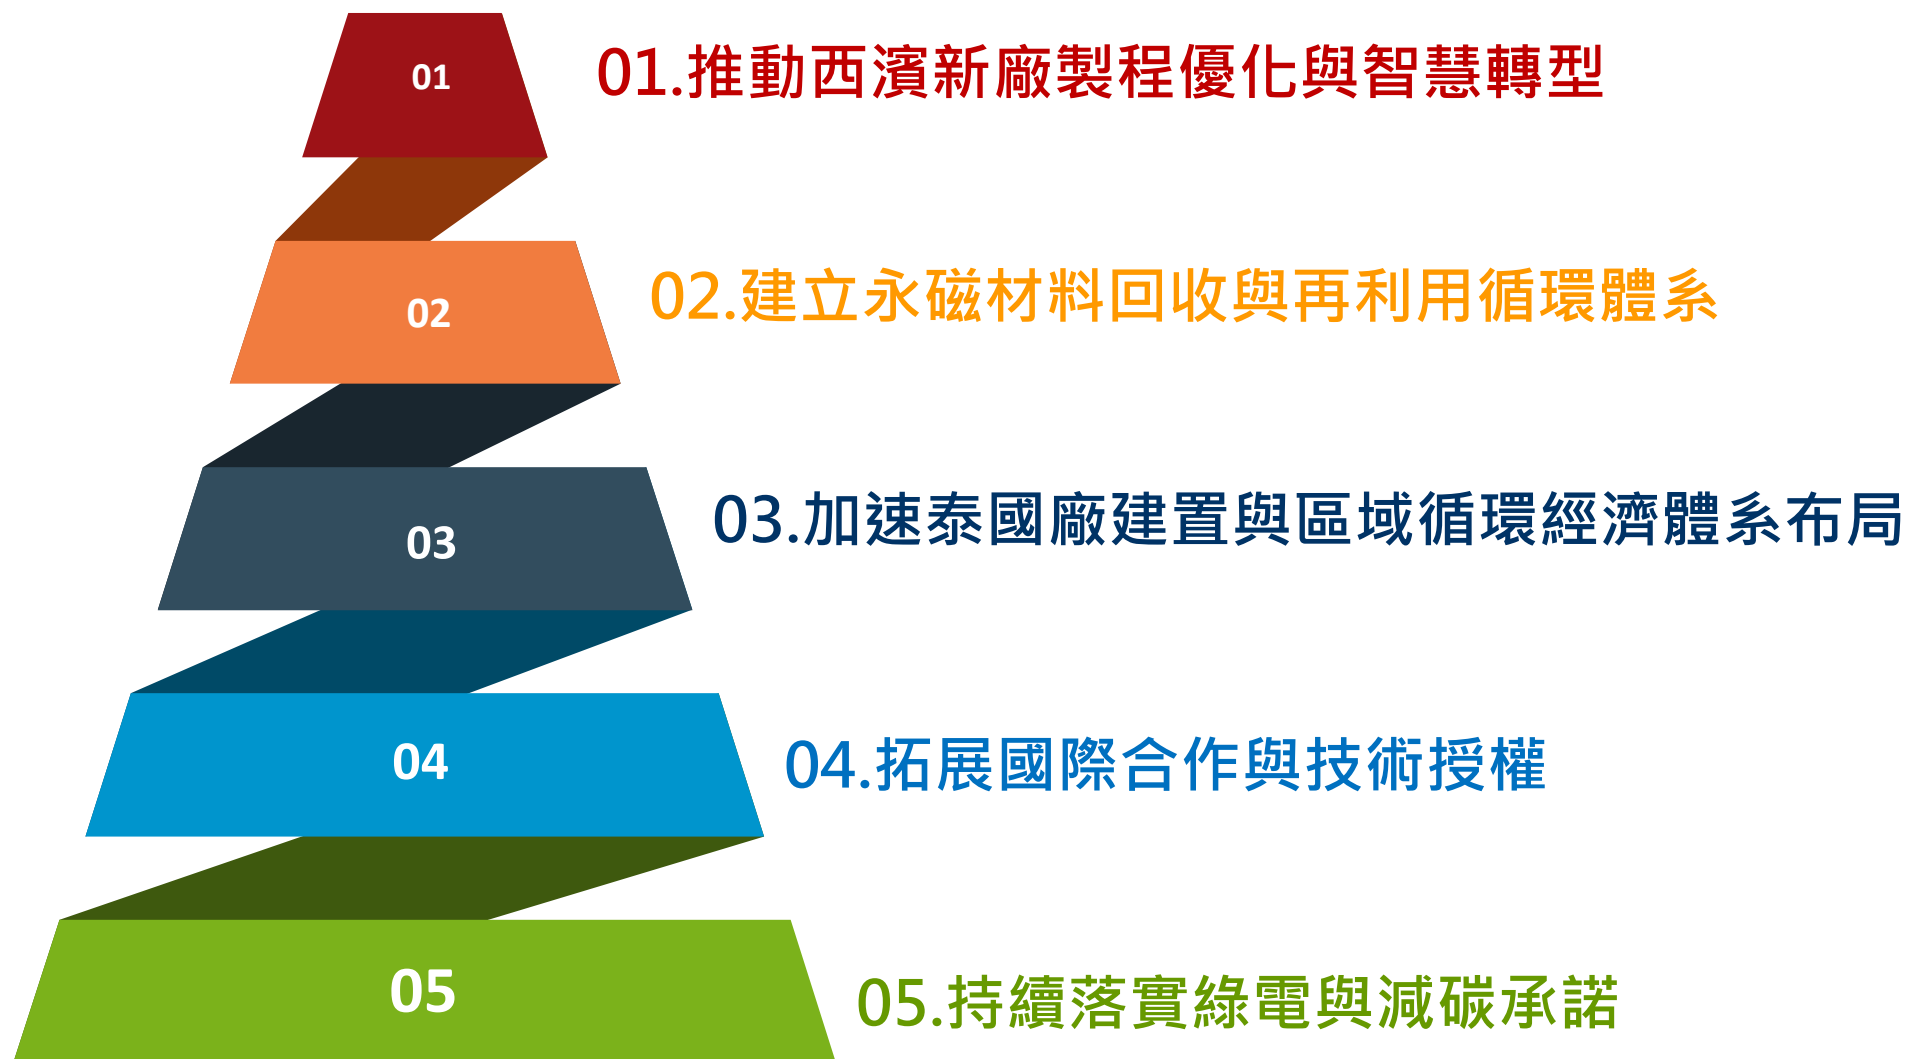 01
01.推動西濱新廠製程優化與智慧轉型
02
02.建立永磁材料回收與再利用循環體系
03
03.加速泰國廠建置與區域循環經濟體系布局
04
04.拓展國際合作與技術授權
05
05.持續落實綠電與減碳承諾